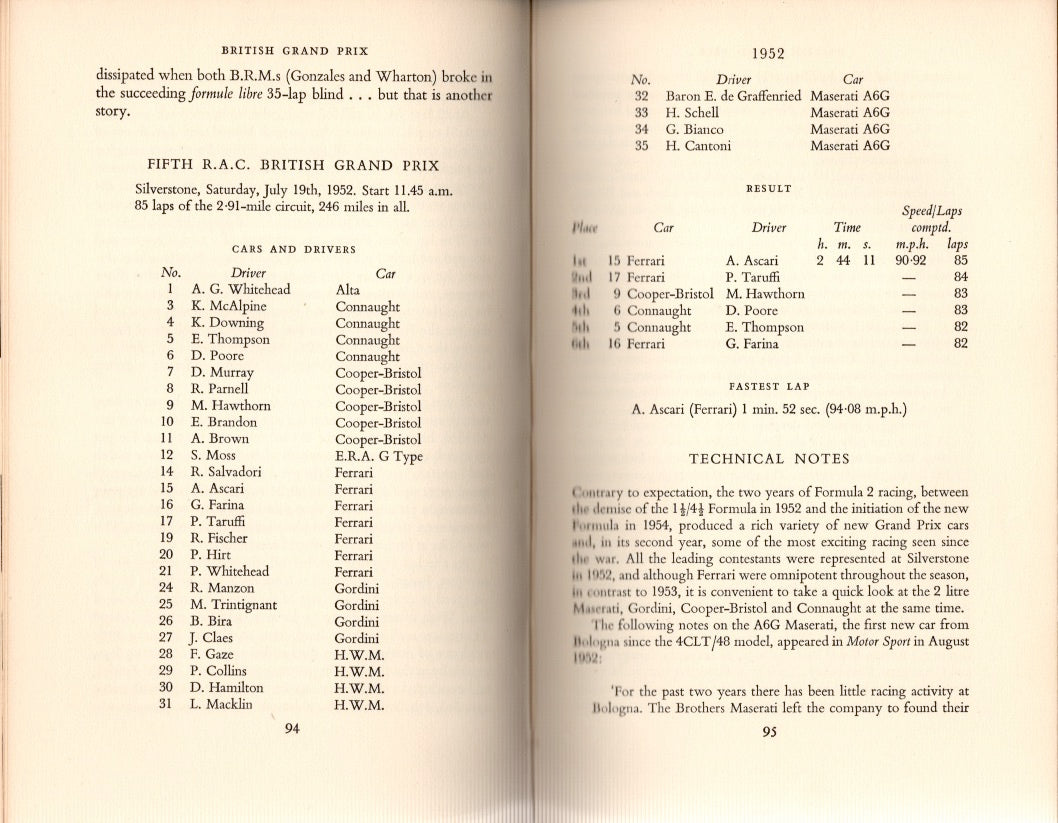 BRITISH GRAND PRIX
dissipated when both B.R.M.s (Gonzales and Wharton) broke in
the succeeding formule libre 35-lap blind . . . but that is another
story.
FIFTH R.A.C. BRITISH GRAND PRIX
Silverstone, Saturday, July 19th, 1952. Start 11.45 a.m.
85 laps of the 2·91-mile circuit, 246 miles in all.
CARS AND DRIVERS
No. Driver Car
1 A. G. Whitehead Alta
3 K. McAlpine Connaught
4 K. Downing Connaught
5 E. Thompson Connaught
6 D. Poore Connaught
7 D. Murray Cooper-Bristol
8 R. Parnell Cooper-Bristol
9 M. Hawthorn Cooper-Bristol
10 E. Brandon Cooper-Bristol
11 A. Brown Cooper-Bristol
12 S. Moss E.R.A. G Type
14 R. Salvadori Ferrari
15 A. Ascari Ferrari
16 G. Farina Ferrari
17 P. Taruffi Ferrari
19 R. Fischer Ferrari
20 P. Hirt Ferrari
21 P. Whitehead Ferrari
24 R. Manzon Gordini
25 M. Trintignant Gordini
26 B. Bira Gordini
27 J. Claes Gordini
28 F. Gaze H.W.M.
29 P. Collins H.W.M.
30 D. Hamilton H.W.M.
31 L. Macklin H.W.M.
94
1952
No. Driver Car
32 Baron E. de Graffenried Maserati A6G
33 H. Schell Maserati A6G
34 G. Bianco Maserati A6G
35 H. Cantoni Maserati A6G
RESULT
Speed/Laps
Place Car Driver Time comptd.
h. m. s. m.p.h. laps
1st 15 Ferrari A. Ascari 2 44 11 90·92 85
2nd 17 Ferrari P. Taruffi — 84
3rd 9 Cooper-Bristol M. Hawthorn — 83
4th 6 Connaught D. Poore — 83
5th 5 Connaught E. Thompson — 82
6th 16 Ferrari G. Farina — 82
FASTEST LAP
A. Ascari (Ferrari) 1 min. 52 sec. (94·08 m.p.h.)
TECHNICAL NOTES
Contrary to expectation, the two years of Formula 2 racing, between
the demise of the 1½/4½ Formula in 1952 and the initiation of the new
Formula in 1954, produced a rich variety of new Grand Prix cars
and, in its second year, some of the most exciting racing seen since
the war. All the leading contestants were represented at Silverstone
in 1952, and although Ferrari were omnipotent throughout the season,
in contrast to 1953, it is convenient to take a quick look at the 2 litre
Maserati, Gordini, Cooper-Bristol and Connaught at the same time.
The following notes on the A6G Maserati, the first new car from
Bologna since the 4CLT/48 model, appeared in Motor Sport in August
1952:
'For the past two years there has been little racing activity at
Bologna. The Brothers Maserati left the company to found their
95